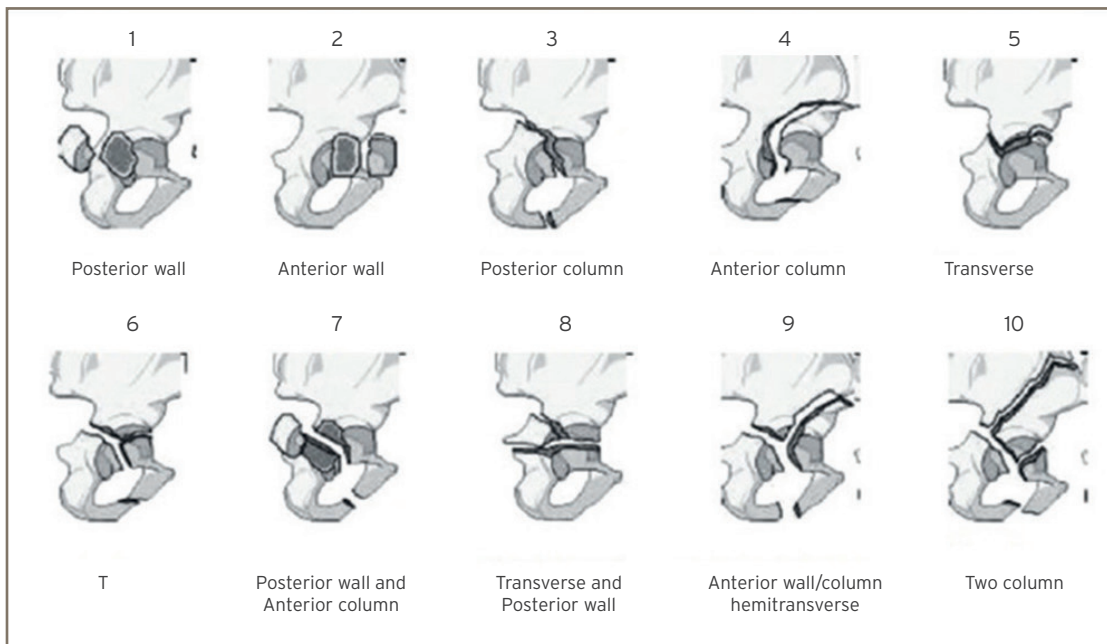 1 2 3 4 5
Posterior wall Anterior wall Posterior column Anterior column Transverse
6 7 8 9 10
T Posterior wall and Anterior column Transverse and Posterior wall Anterior wall/column hemitransverse Two column